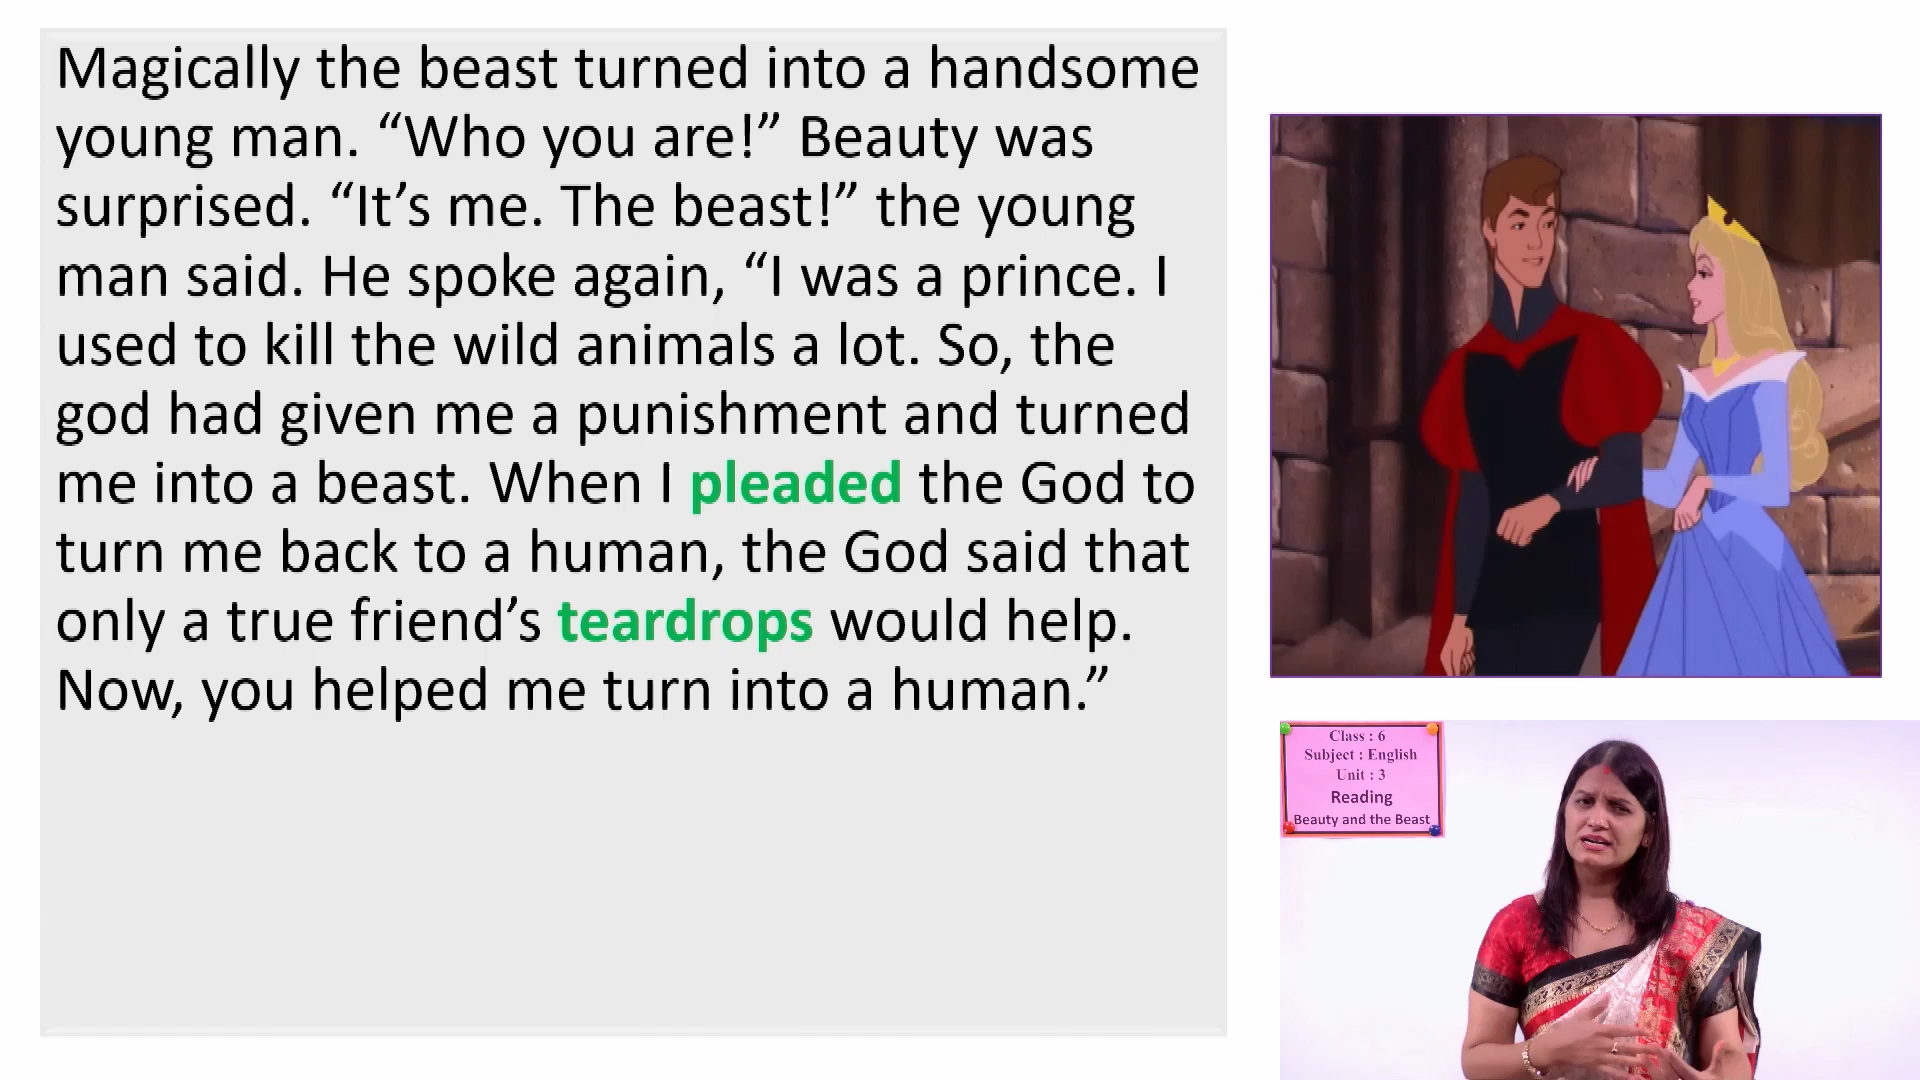 Magically the beast turned into a handsome
young man. “Who you are!” Beauty was
surprised. “It’s me. The beast!” the young
man said. He spoke again, “I was a prince. I
used to kill the wild animals a lot. So, the
god had given me a punishment and turned
me into a beast. When I pleaded the God to
turn me back to a human, the God said that
only a true friend’s teardrops would help.
Now, you helped me turn into a human.”
Class : 6
Subject : English
Unit : 3
Reading
Beauty and the Beast